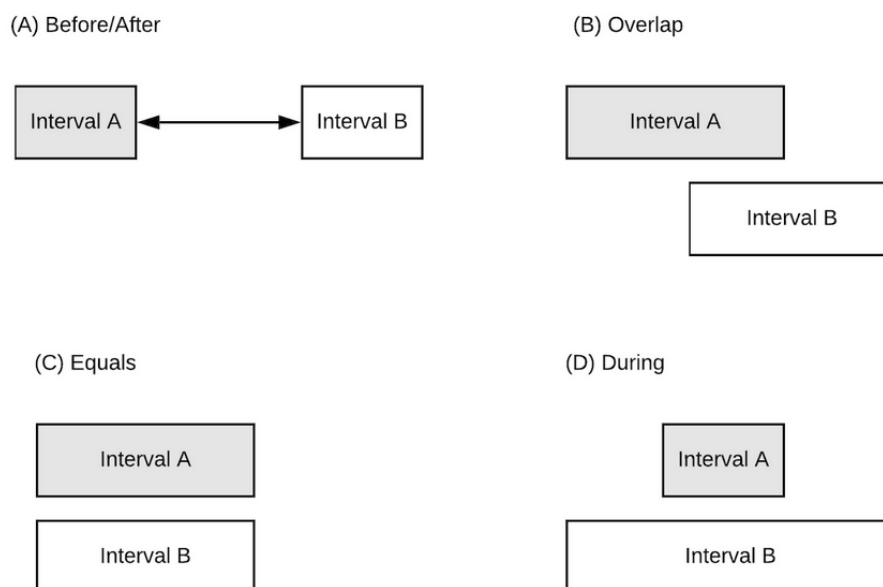 (A) Before/After
(B) Overlap
Interval A
Interval B
Interval A
Interval B
(C) Equals
(D) During
Interval A
Interval A
Interval B
Interval B